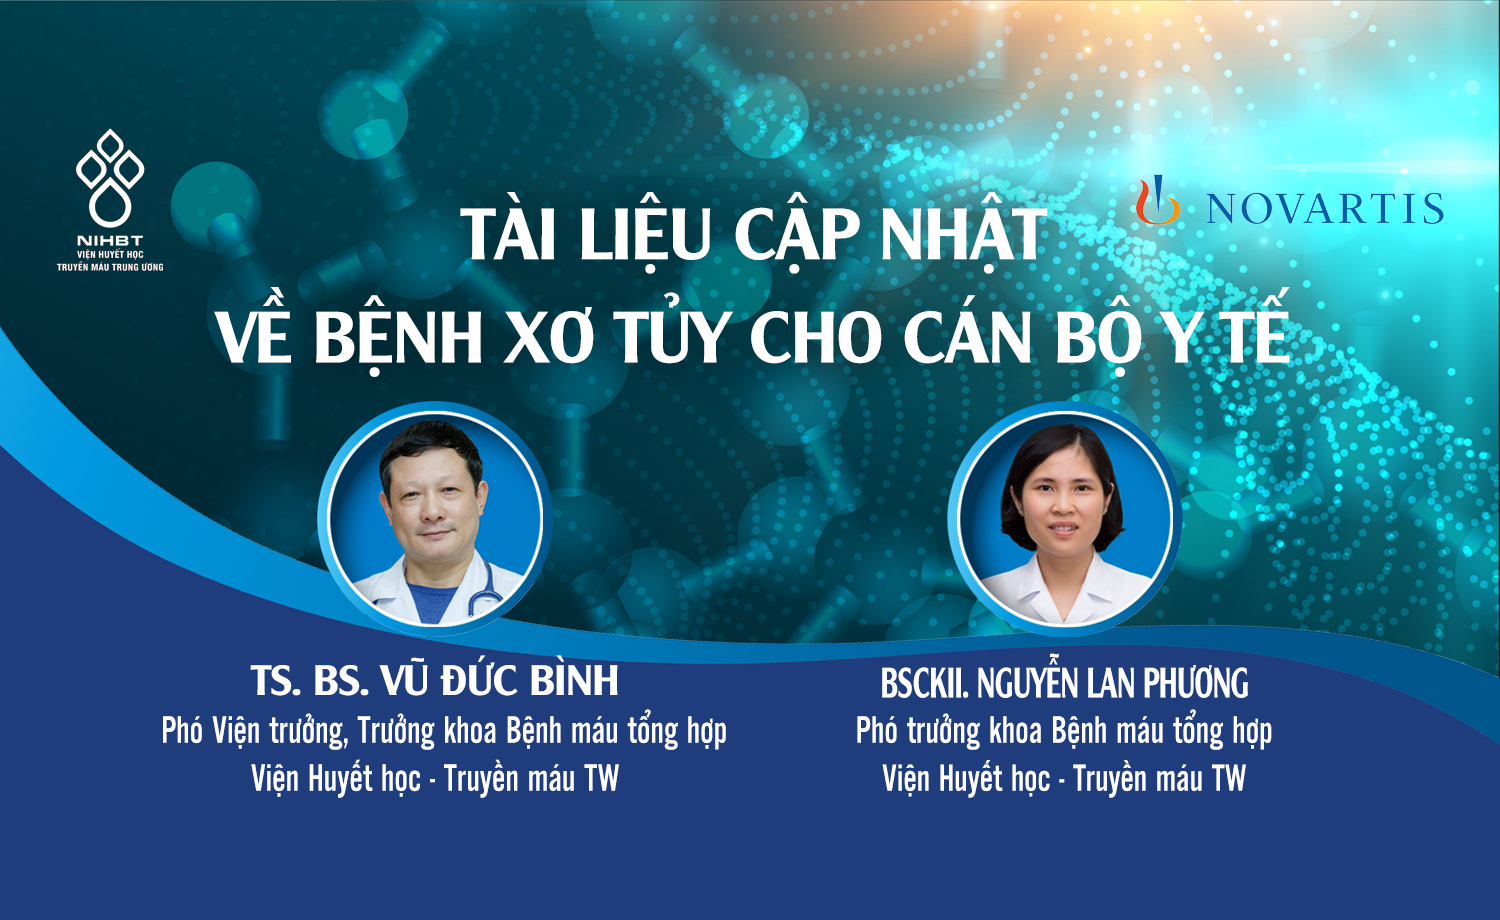 NIHBT
VIỆN HUYẾT HỌC
TRUYỀN MÁU TRUNG ƯƠNG
NOVARTIS
TÀI LIỆU CẬP NHẬT
VỀ BỆNH XƠ TỦY CHO CÁN BỘ Y TẾ
TS. BS. VŨ ĐỨC BÌNH
Phó Viện trưởng, Trưởng khoa Bệnh máu tổng hợp
Viện Huyết học - Truyền máu TW
BSCKII. NGUYỄN LAN PHƯƠNG
Phó trưởng khoa Bệnh máu tổng hợp
Viện Huyết học - Truyền máu TW